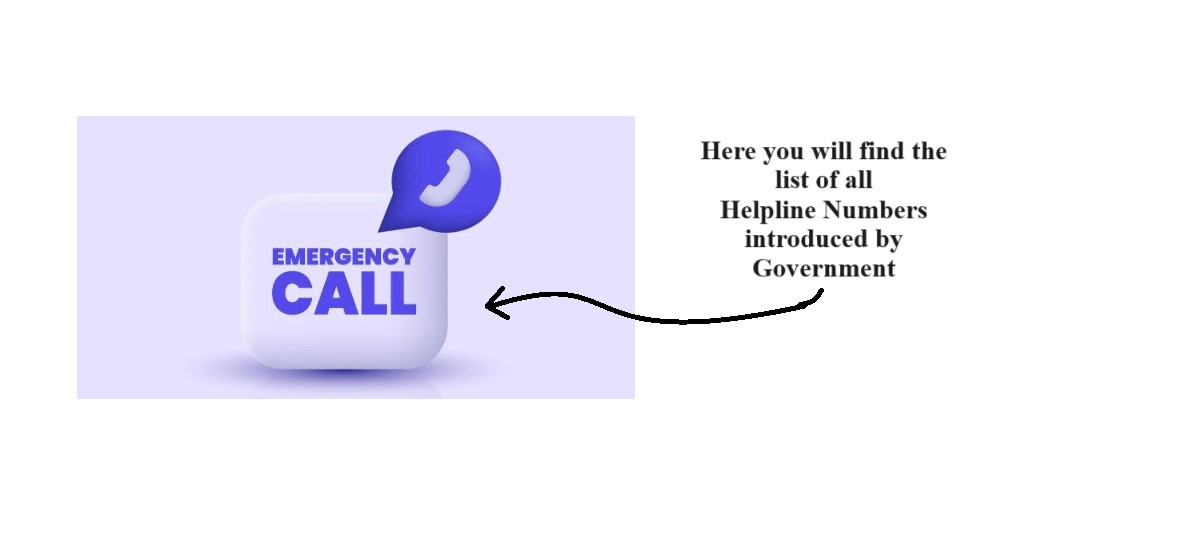 EMERGENCY
CALL
Here you will find the
list of all
Helpline Numbers
introduced by
Government